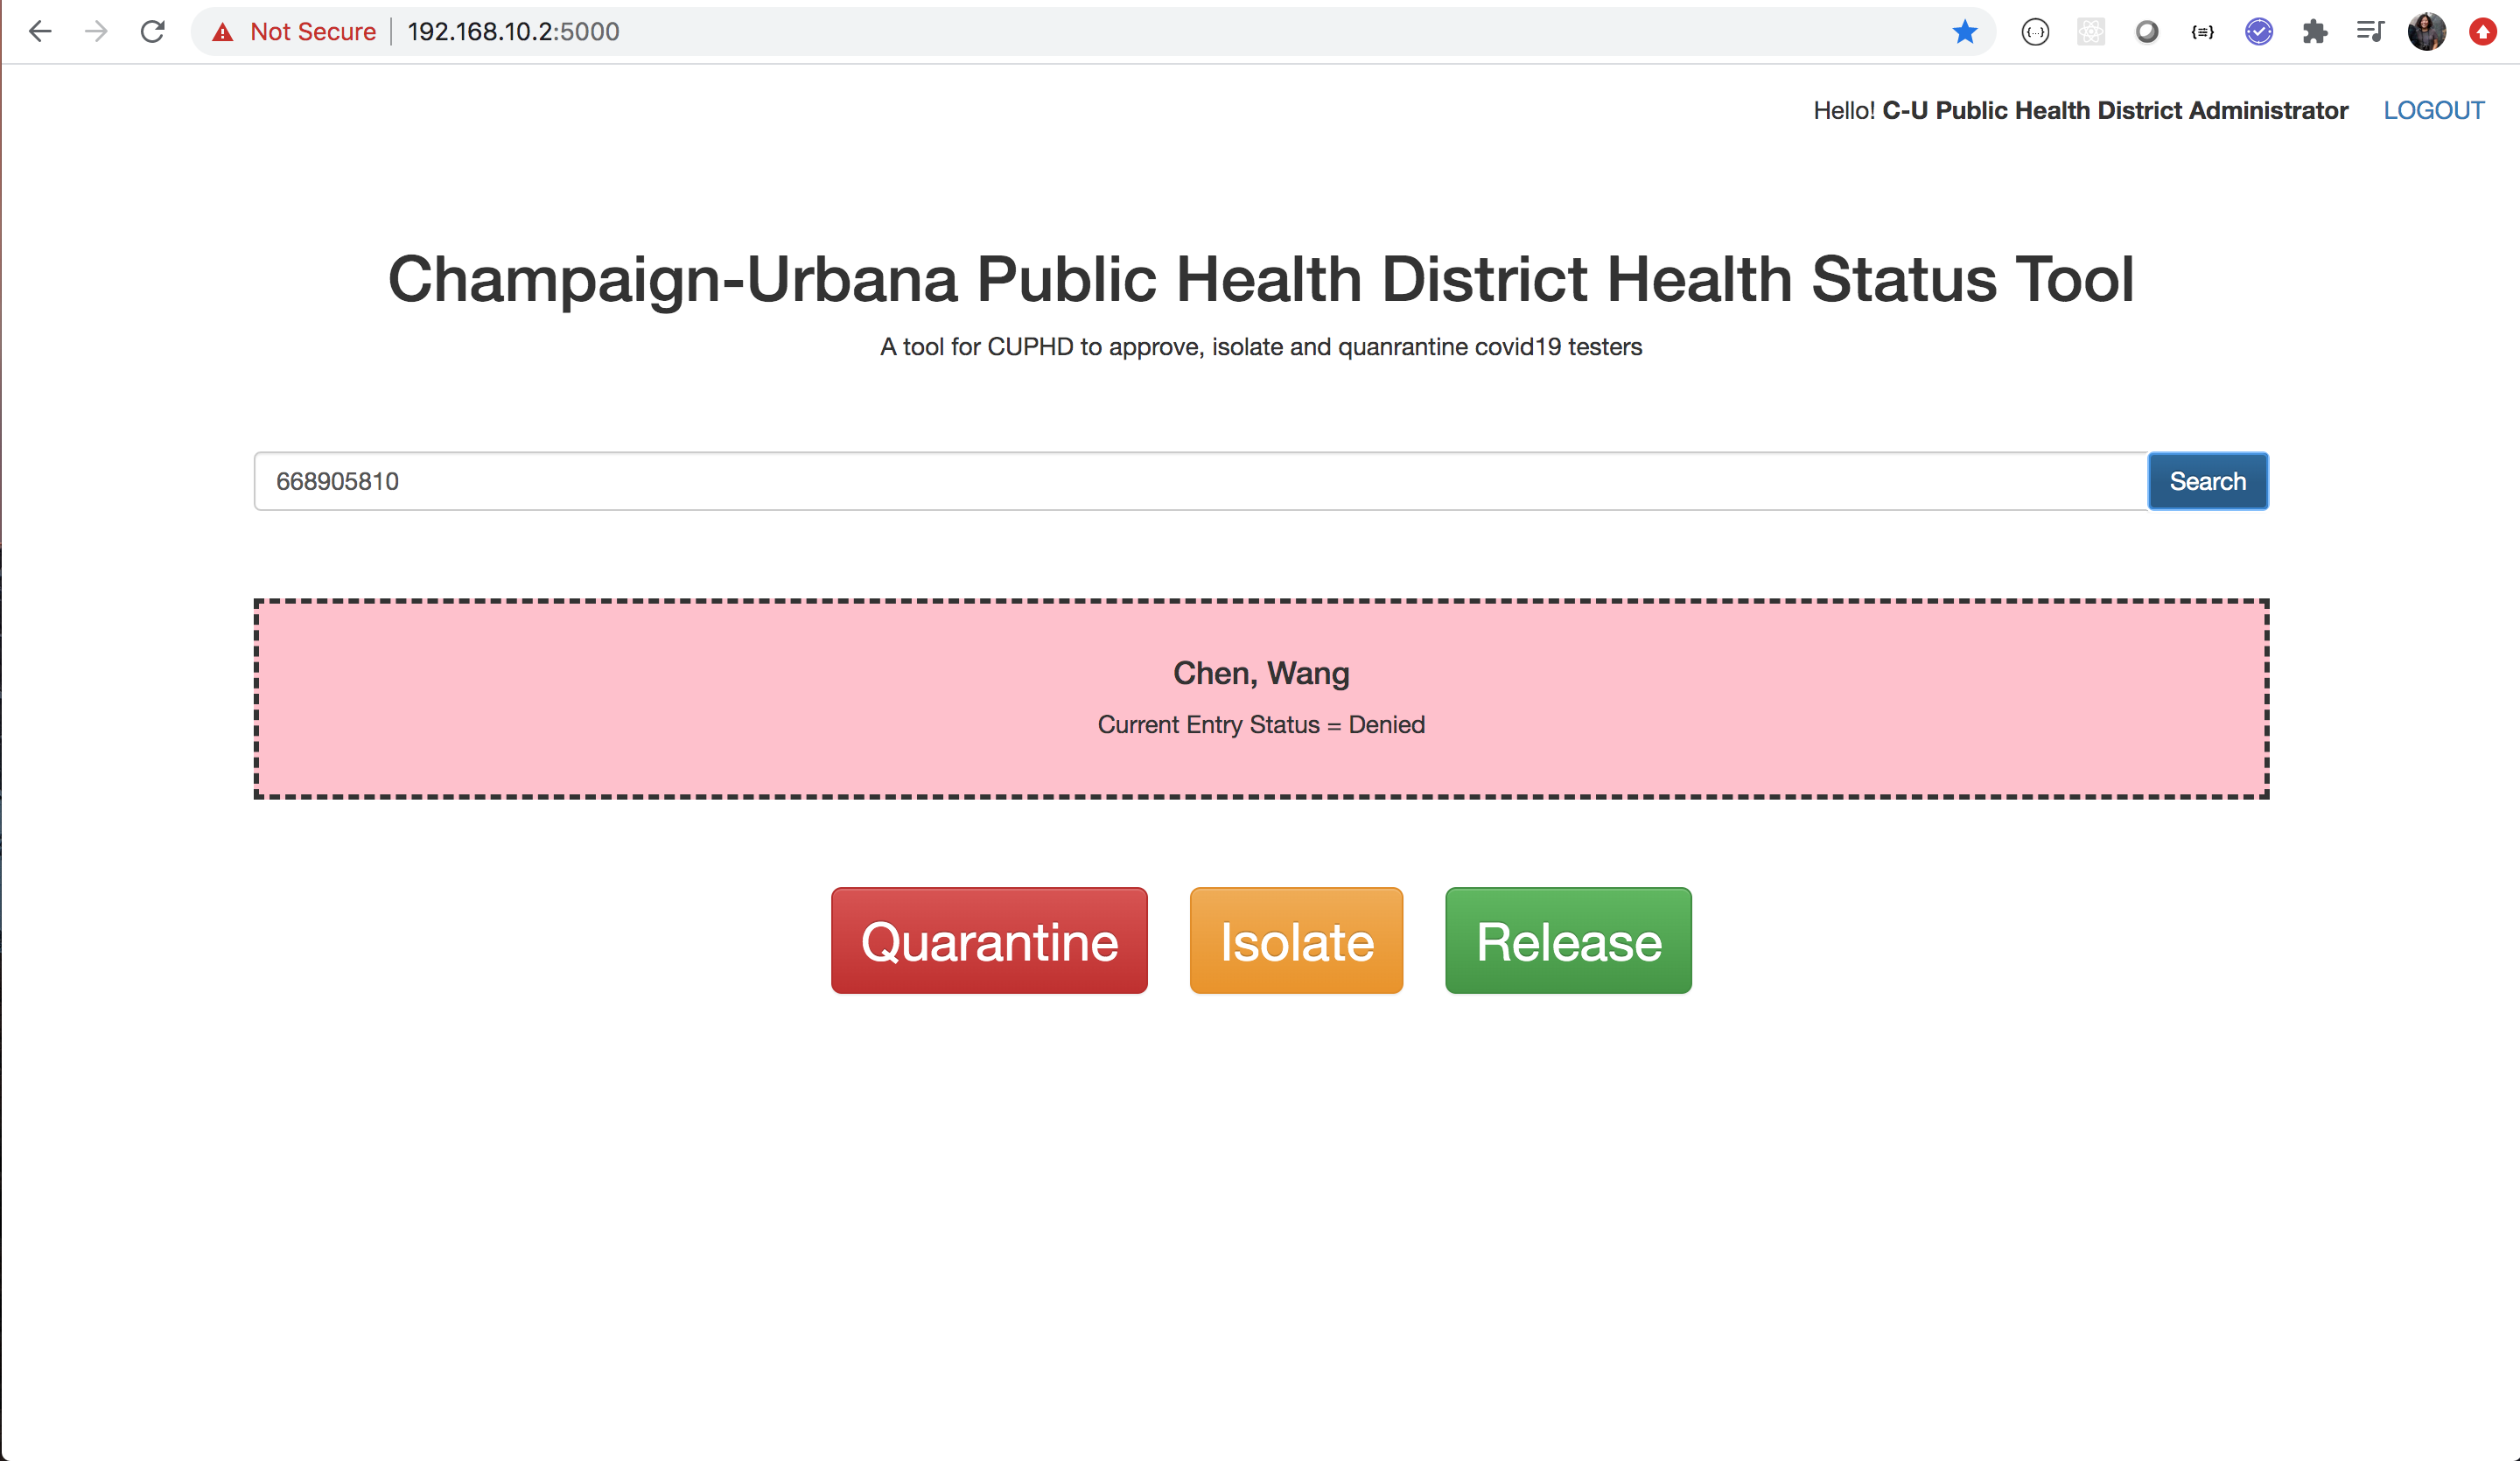 Not Secure 192.168.10.2:5000
Hello! C-U Public Health District Administrator LOGOUT
Champaign-Urbana Public Health District Health Status Tool
A tool for CUPHD to approve, isolate and quanrantine covid19 testers
668905810 Search
Chen, Wang
Current Entry Status = Denied
Quarantine Isolate Release